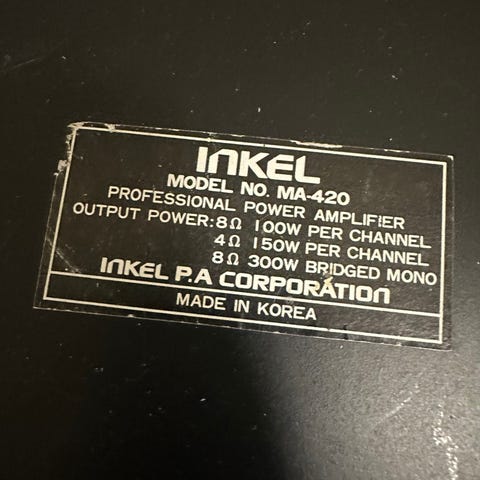 INKEL
MODEL NO. MA-420
PROFESSIONAL POWER AMPLIFIER
OUTPUT POWER: 8Ω 100W PER CHANNEL
4Ω 150W PER CHANNEL
8Ω 300W BRIDGED MONO
INKEL P.A CORPORATION
MADE IN KOREA